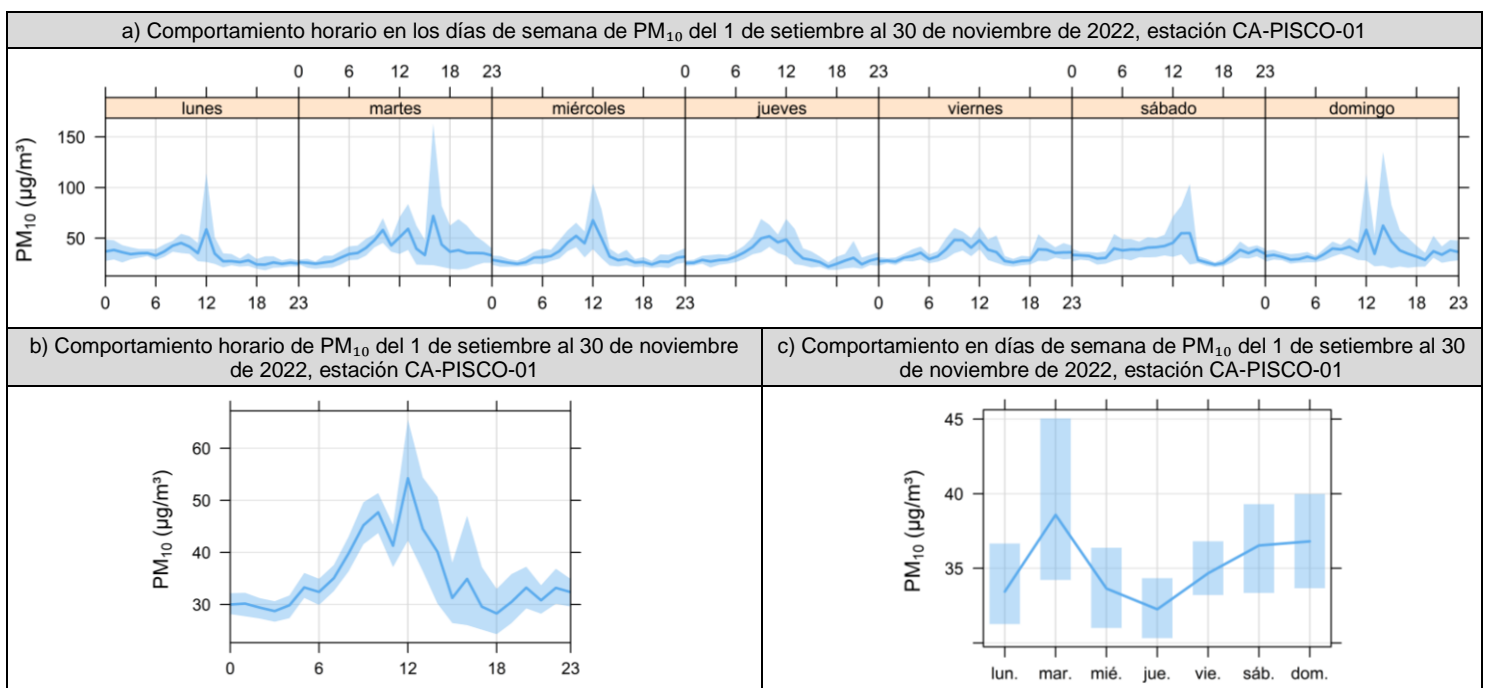 a) Comportamiento horario en los días de semana de PM₁₀ del 1 de setiembre al 30 de noviembre de 2022, estación CA-PISCO-01
0 6 12 18 23 0 6 12 18 23 0 6 12 18 23
lunes martes miércoles jueves viernes sábado domingo
PM₁₀ (µg/m³)
150
100
50
0 6 12 18 23 0 6 12 18 23 0 6 12 18 23 0 6 12 18 23
b) Comportamiento horario de PM₁₀ del 1 de setiembre al 30 de noviembre
de 2022, estación CA-PISCO-01
c) Comportamiento en días de semana de PM₁₀ del 1 de setiembre al 30
de noviembre de 2022, estación CA-PISCO-01
PM₁₀ (µg/m³)
60
50
40
30
0 6 12 18 23
PM₁₀ (µg/m³)
45
40
35
lun. mar. mié. jue. vie. sáb. dom.